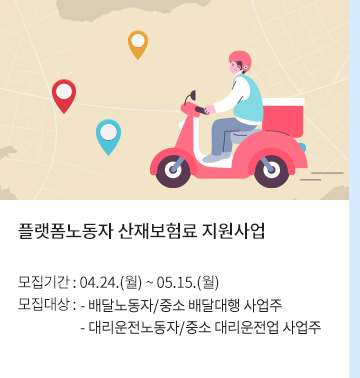 플랫폼노동자 산재보험료 지원사업
모집기간 : 04.24.(월) ~ 05.15.(월)
모집대상 : - 배달노동자/중소 배달대행 사업주
- 대리운전노동자/중소 대리운전업 사업주